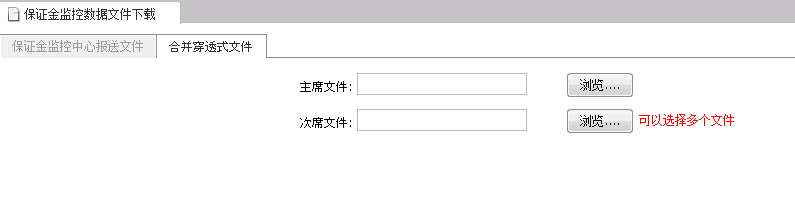 保证金监控数据文件下载
保证金监控中心报送文件 合并穿透式文件
主席文件: 浏览....
次席文件: 浏览.... 可以选择多个文件